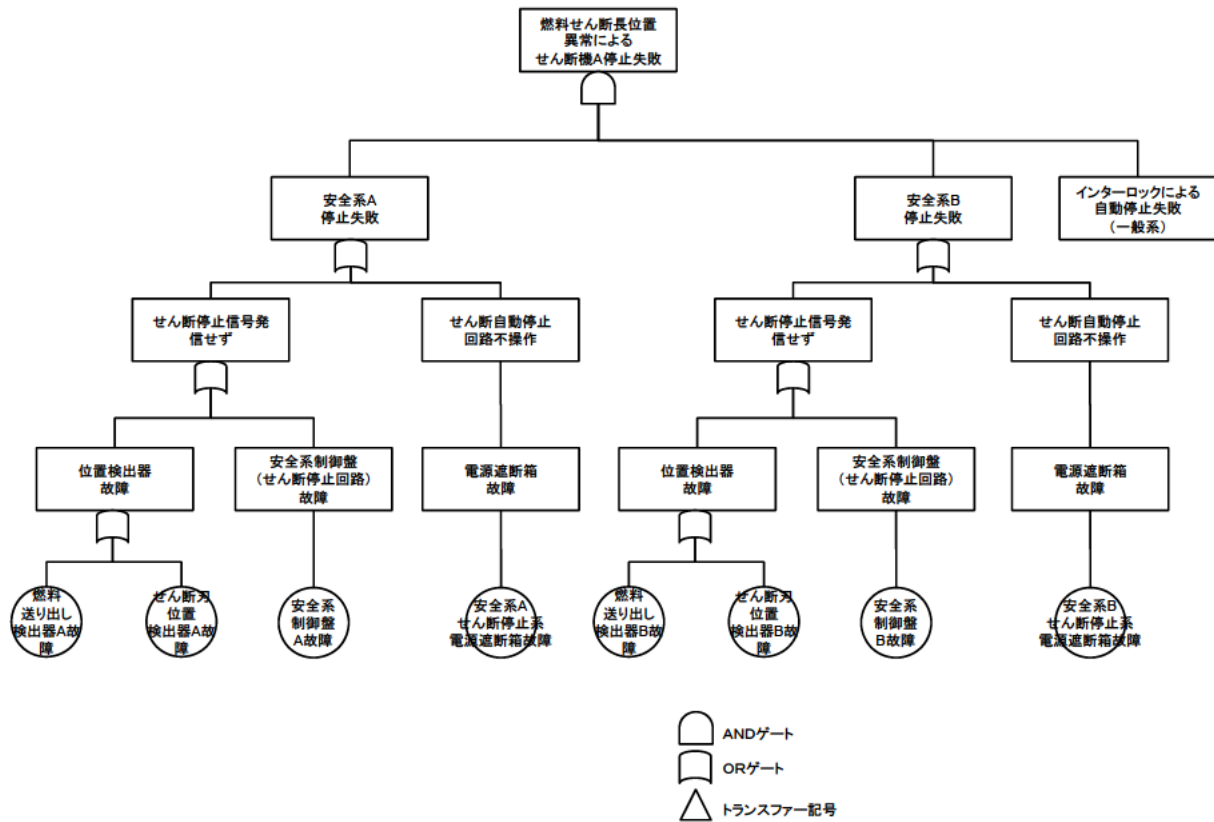 燃料せん断長位置
異常による
せん断機A停止失敗
安全系A
停止失敗
安全系B
停止失敗
インターロックによる
自動停止失敗
（一般系）
せん断停止信号発
信せず
せん断自動停止
回路不操作
せん断停止信号発
信せず
せん断自動停止
回路不操作
位置検出器
故障
安全系制御盤
（せん断停止回路）
故障
電源遮断箱
故障
位置検出器
故障
安全系制御盤
（せん断停止回路）
故障
電源遮断箱
故障
燃料
送り出し
検出器A故
障
せん断刃
位置
検出器A故
障
安全系
制御盤
A故障
安全系A
せん断停止系
電源遮断箱故障
燃料
送り出し
検出器B故
障
せん断刃
位置
検出器B故
障
安全系
制御盤
B故障
安全系B
せん断停止系
電源遮断箱故障
ANDゲート
ORゲート
トランスファー記号